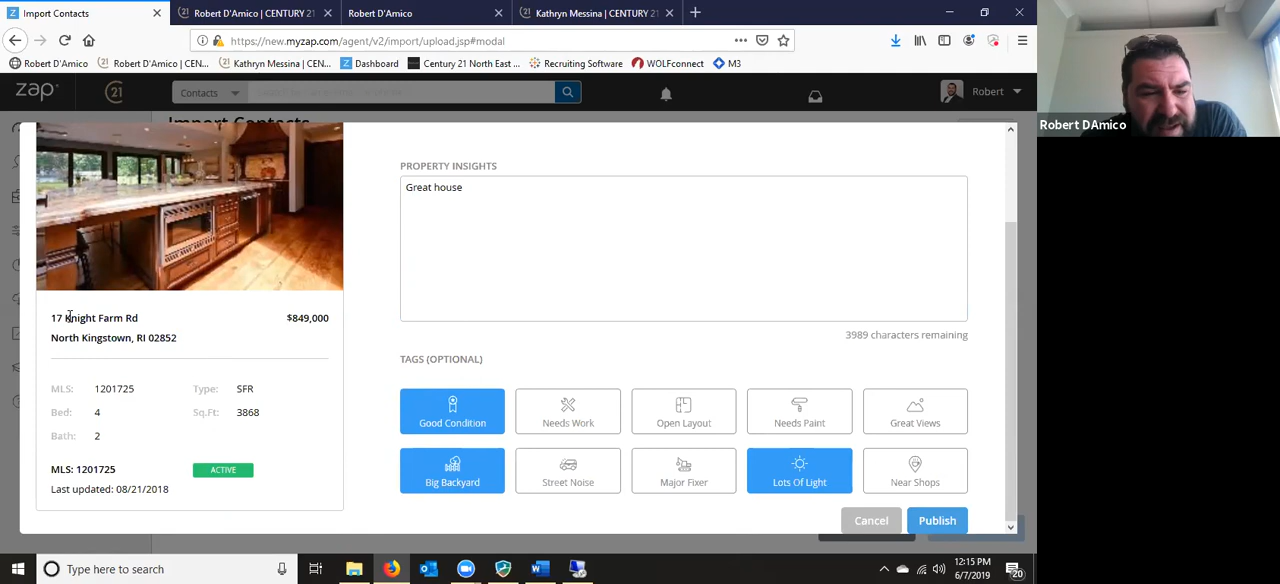 Import Contacts
Robert D'Amico | CENTURY 21
Robert D'Amico
Kathryn Messina | CENTURY 21
https://new.myzap.com/agent/v2/import/upload.jsp#modal
Robert D'Amico
Robert D'Amico | CEN...
Kathryn Messina | CEN...
Dashboard
Century 21 North East ...
Recruiting Software
WOLFconnect
M3
zap
C21
Contacts
Robert
Import Contacts
Robert DAmico
PROPERTY INSIGHTS
Great house
3989 characters remaining
17 Knight Farm Rd
$849,000
North Kingstown, RI 02852
MLS: 1201725 Type: SFR
Bed: 4 Sq.Ft: 3868
Bath: 2
MLS: 1201725 ACTIVE
Last updated: 08/21/2018
TAGS (OPTIONAL)
Good Condition
Needs Work
Open Layout
Needs Paint
Great Views
Big Backyard
Street Noise
Major Fixer
Lots Of Light
Near Shops
Cancel
Publish
Type here to search
12:15 PM
6/7/2019
20